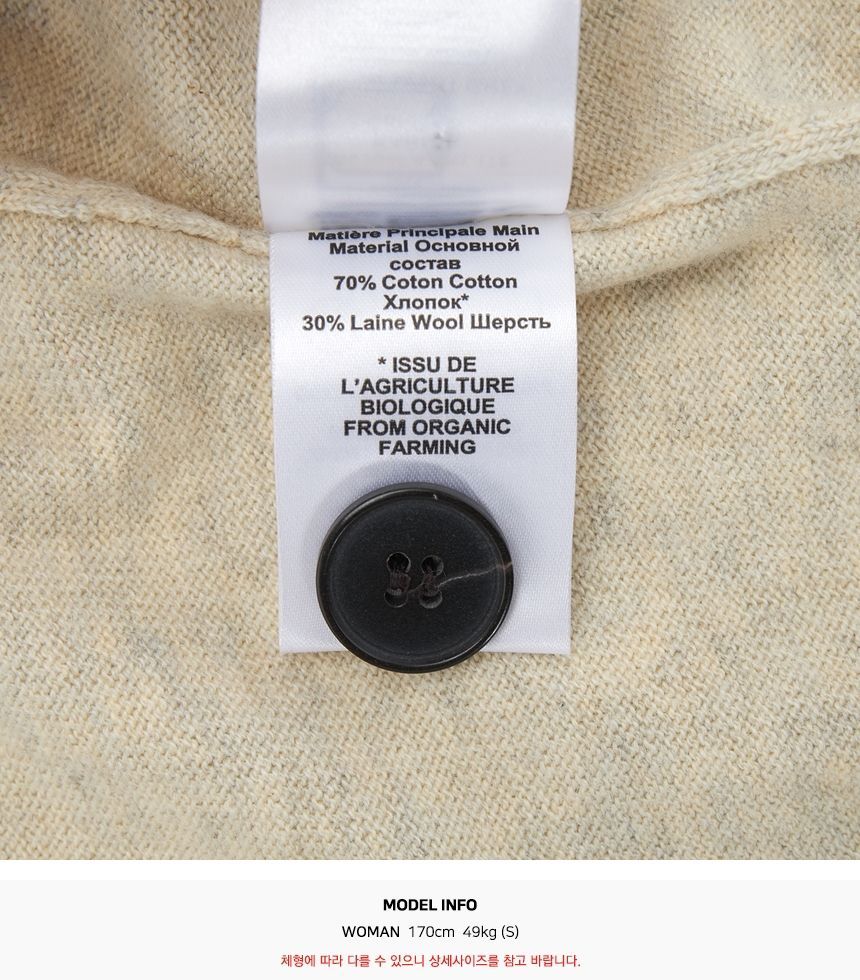 Matière Principale Main
Material Основной
состав
70% Coton Cotton
Хлопок*
30% Laine Wool Шерсть
* ISSU DE
L'AGRICULTURE
BIOLOGIQUE
FROM ORGANIC
FARMING
MODEL INFO
WOMAN 170cm 49kg (S)
체형에 따라 다를 수 있으니 상세사이즈를 참고 바랍니다.